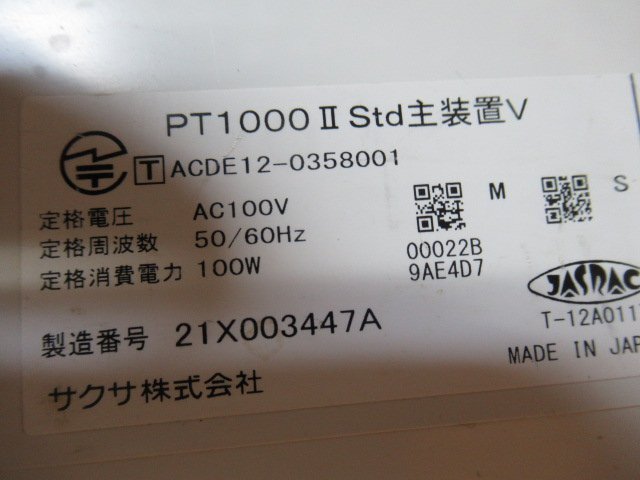 PT1000ⅡStd主装置V
T ACDE12-0358001
定格電圧 AC100V
定格周波数 50/60Hz
定格消費電力 100W
M
S
00022B
9AE4D7
JASRAC
T-12A011
製造番号 21X003447A
MADE IN JAP
サクサ株式会社